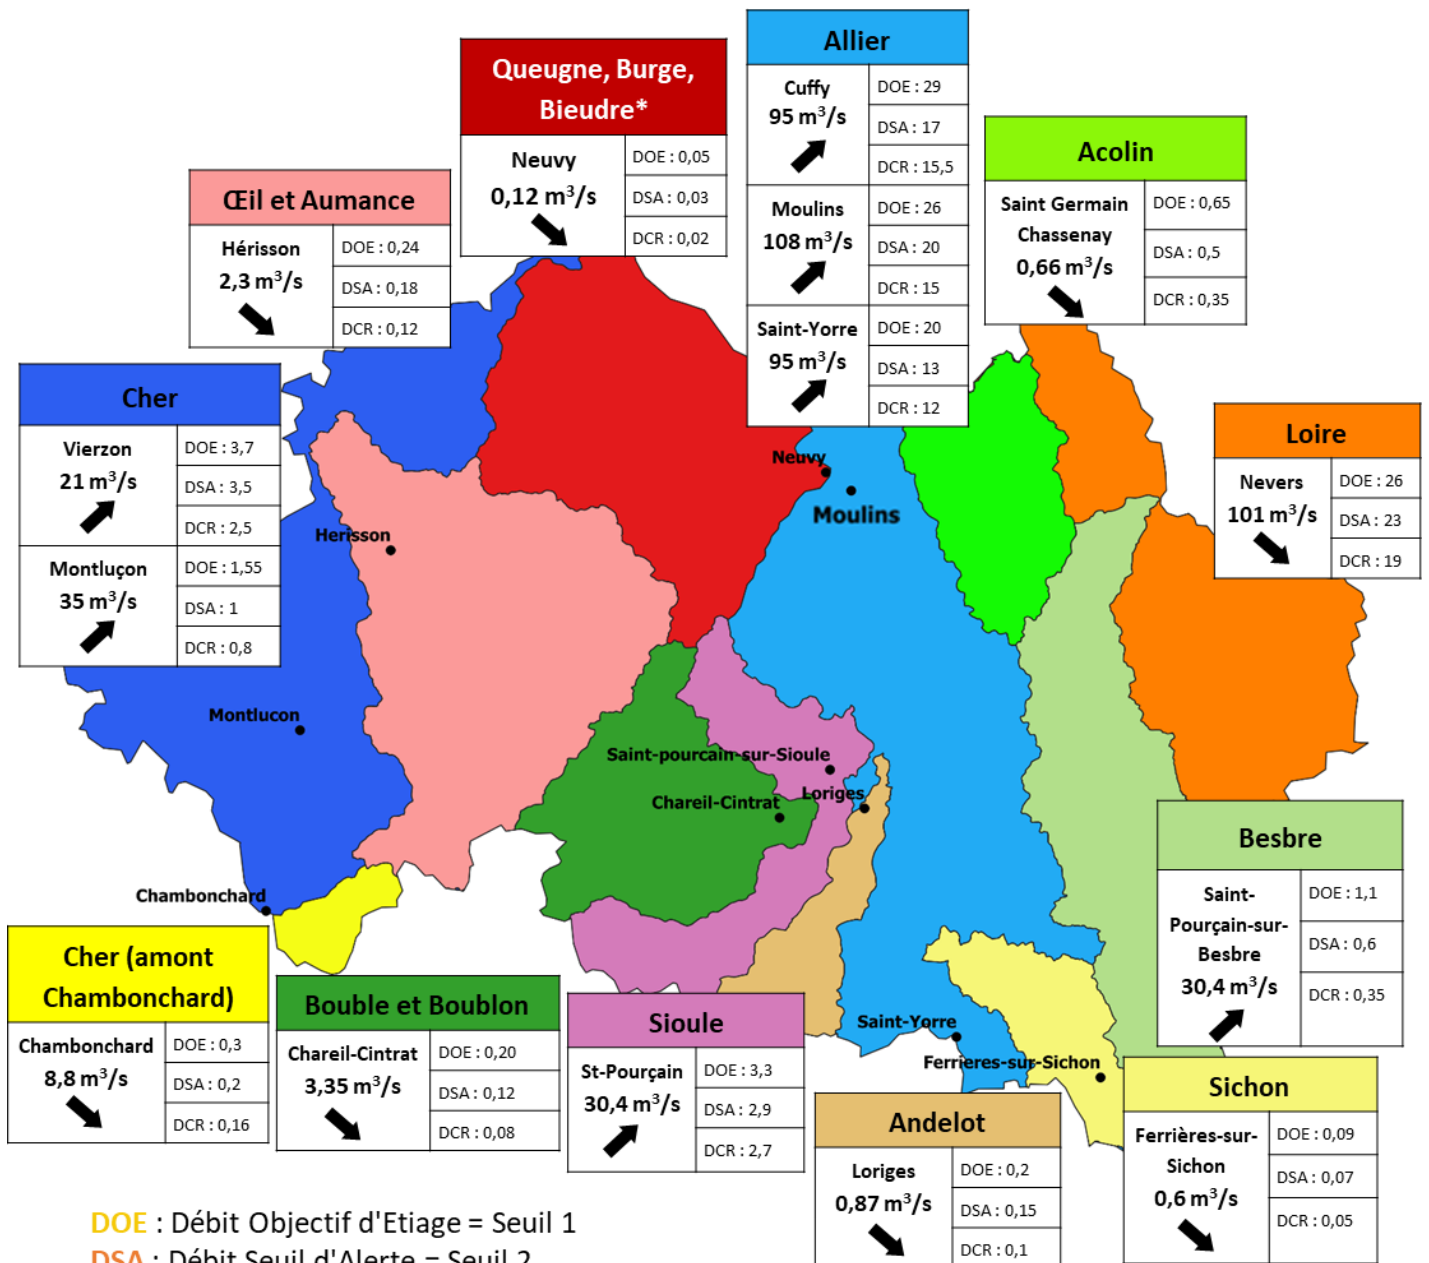 Allier
Cuffy
95 m³/s
DOE : 29
DSA : 17
DCR : 15,5
Moulins
108 m³/s
DOE : 26
DSA : 20
DCR : 15
Saint-Yorre
95 m³/s
DOE : 20
DSA : 13
DCR : 12
Queugne, Burge,
Bieudre*
Neuvy
0,12 m³/s
DOE : 0,05
DSA : 0,03
DCR : 0,02
Acolin
Saint Germain
Chassenay
0,66 m³/s
DOE : 0,65
DSA : 0,5
DCR : 0,35
Œil et Aumance
Hérisson
2,3 m³/s
DOE : 0,24
DSA : 0,18
DCR : 0,12
Cher
Vierzon
21 m³/s
DOE : 3,7
DSA : 3,5
DCR : 2,5
Montluçon
35 m³/s
DOE : 1,55
DSA : 1
DCR : 0,8
Loire
Nevers
101 m³/s
DOE : 26
DSA : 23
DCR : 19
Neuvy
Moulins
Herisson
Montlucon
Saint-pourcain-sur-Sioule
Chareil-Cintrat
Loriges
Chambonchard
Saint-Yorre
Ferrieres-sur-Sichon
Besbre
Saint-
Pourçain-sur-
Besbre
30,4 m³/s
DOE : 1,1
DSA : 0,6
DCR : 0,35
Cher (amont
Chambonchard)
Chambonchard
8,8 m³/s
DOE : 0,3
DSA : 0,2
DCR : 0,16
Bouble et Boublon
Chareil-Cintrat
3,35 m³/s
DOE : 0,20
DSA : 0,12
DCR : 0,08
Sioule
St-Pourçain
30,4 m³/s
DOE : 3,3
DSA : 2,9
DCR : 2,7
Andelot
Loriges
0,87 m³/s
DOE : 0,2
DSA : 0,15
DCR : 0,1
Sichon
Ferrières-sur-
Sichon
0,6 m³/s
DOE : 0,09
DSA : 0,07
DCR : 0,05
DOE : Débit Objectif d'Etiage = Seuil 1
DSA : Débit Seuil d'Alerte = Seuil 2